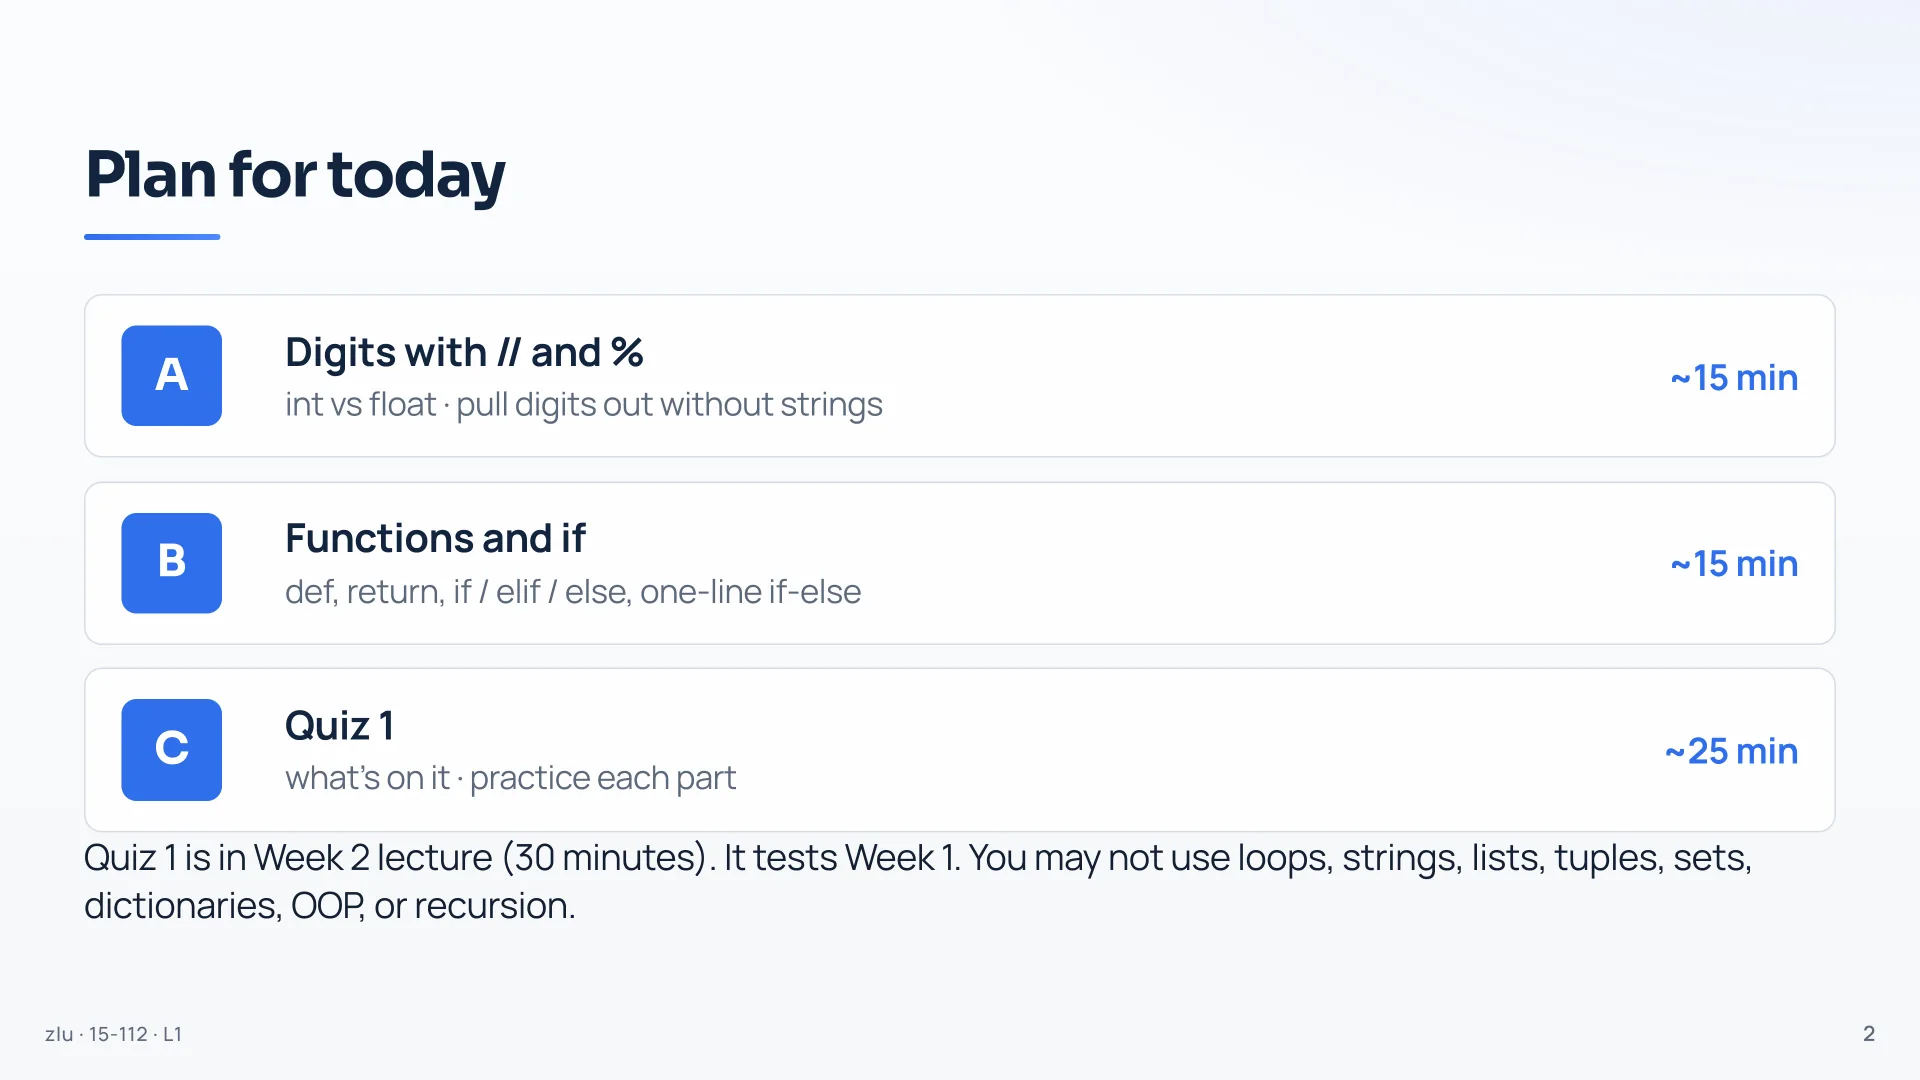 Plan for today
A
Digits with // and %
int vs float · pull digits out without strings
~15 min
B
Functions and if
def, return, if / elif / else, one-line if-else
~15 min
C
Quiz 1
what’s on it · practice each part
~25 min
Quiz 1 is in Week 2 lecture (30 minutes). It tests Week 1. You may not use loops, strings, lists, tuples, sets,
dictionaries, OOP, or recursion.
zlu · 15-112 · L1
2